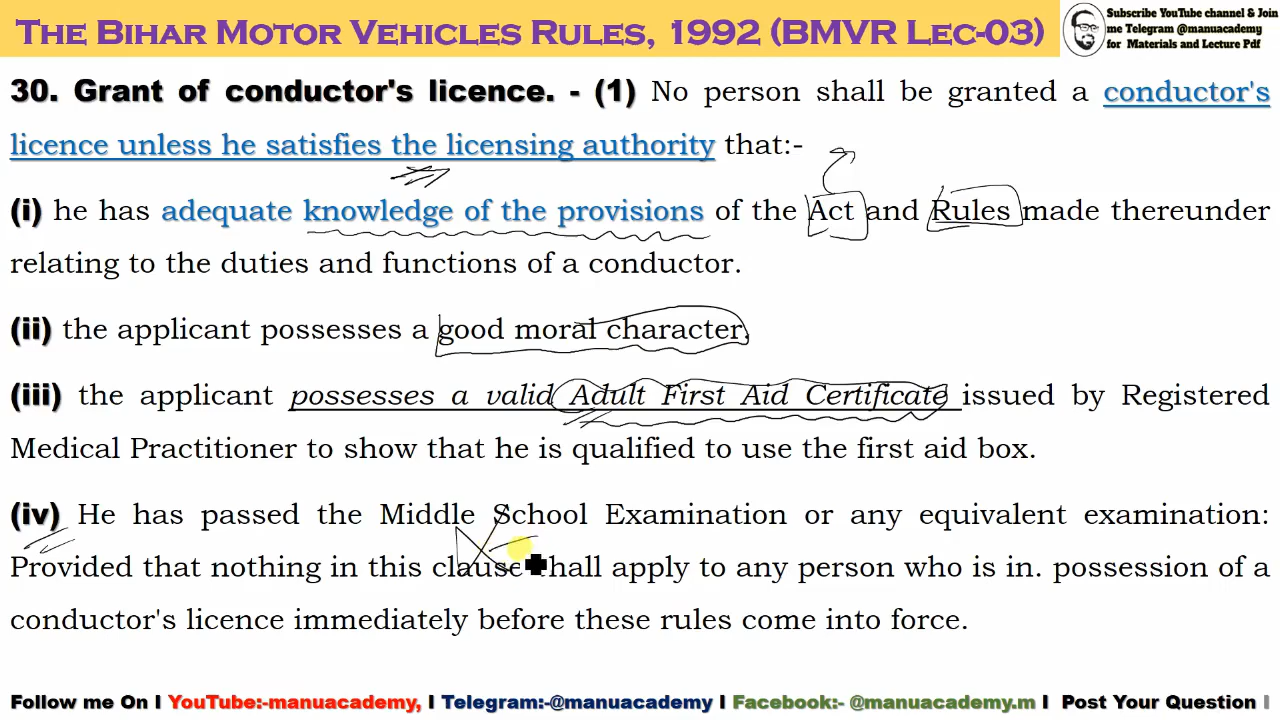 THE BIHAR MOTOR VEHICLES RULES, 1992 (BMVR LEC-03)
Subscribe YouTube channel & Join
me Telegram @manuacademy
for Materials and Lecture Pdf
30. Grant of conductor's licence. - (1) No person shall be granted a conductor's
licence unless he satisfies the licensing authority that:-
(i) he has adequate knowledge of the provisions of the Act and Rules made thereunder
relating to the duties and functions of a conductor.
(ii) the applicant possesses a good moral character.
(iii) the applicant possesses a valid Adult First Aid Certificate issued by Registered
Medical Practitioner to show that he is qualified to use the first aid box.
(iv) He has passed the Middle School Examination or any equivalent examination:
Provided that nothing in this clause shall apply to any person who is in. possession of a
conductor's licence immediately before these rules come into force.
Follow me On I YouTube:-manuacademy, I Telegram:-@manuacademy I Facebook:- @manuacademy.m I Post Your Question I